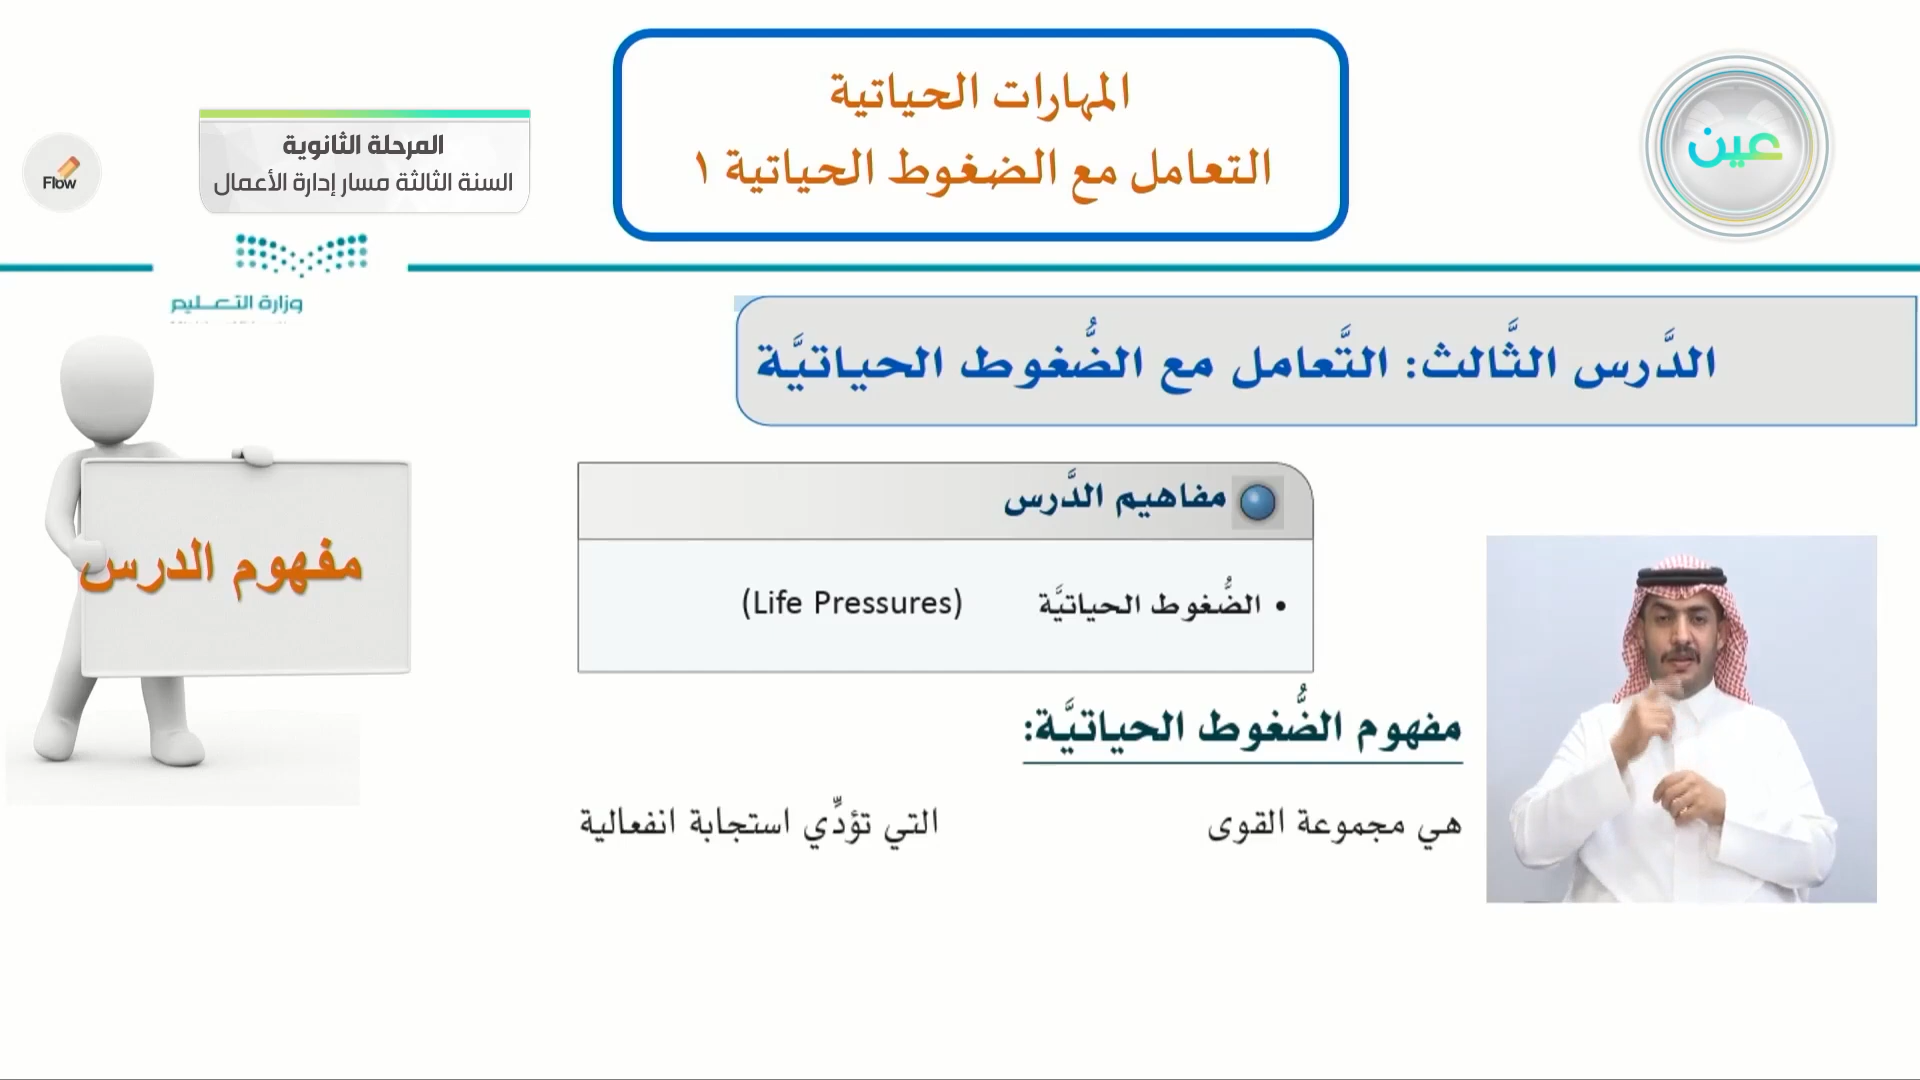 المهارات الحياتية
التعامل مع الضغوط الحياتية ١
عين
المرحلة الثانوية
السنة الثالثة مسار إدارة الأعمال
Flow
وزارة التعـليم
الدَّرس الثَّالث: التَّعامل مع الضُّغوط الحياتيَّة
مفاهيم الدَّرس
• الضُّغوط الحياتيَّة (Life Pressures)
مفهوم الدرس
مفهوم الضُّغوط الحياتيَّة:
هي مجموعة القوى التي تؤدِّي استجابة انفعالية